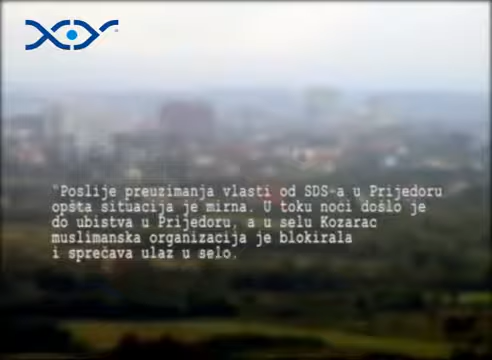 "Poslije preuzimanja vlasti od SDS-a u Prijedoru
opšta situacija je mirna. U toku noći došlo je
do ubistva u Prijedoru, a u selu Kozarac
muslimanska organizacija je blokirala
i sprečava ulaz u selo.